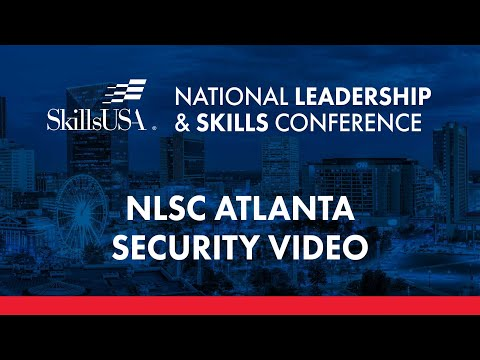 SkillsUSA®
NATIONAL LEADERSHIP
& SKILLS CONFERENCE
NLSC ATLANTA
SECURITY VIDEO